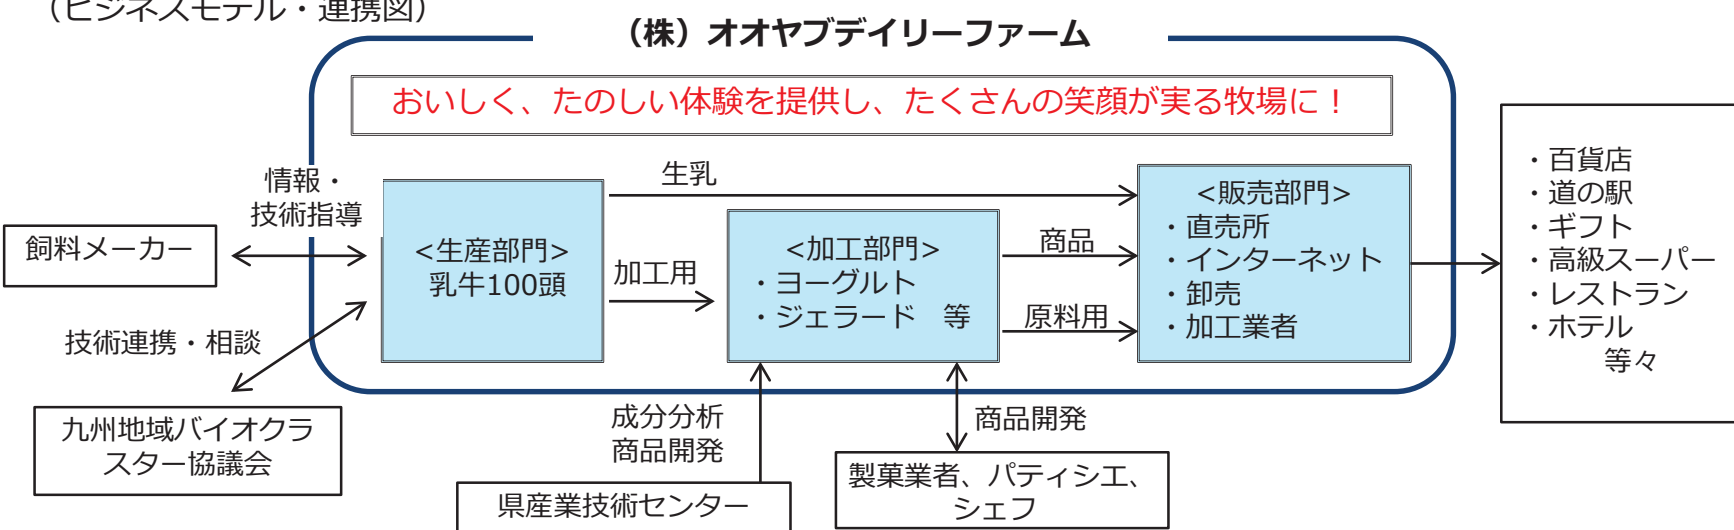 （ビジネスモデル・連携図）
（株）オオヤブデイリーファーム
おいしく、たのしい体験を提供し、たくさんの笑顔が実る牧場に！
情報・
技術指導
飼料メーカー
技術連携・相談
九州地域バイオクラ
スター協議会
<生産部門>
乳牛100頭
生乳
加工用
<加工部門>
・ヨーグルト
・ジェラード　等
商品
原料用
<販売部門>
・直売所
・インターネット
・卸売
・加工業者
・百貨店
・道の駅
・ギフト
・高級スーパー
・レストラン
・ホテル
等々
成分分析
商品開発
県産業技術センター
商品開発
製菓業者、パティシエ、
シェフ